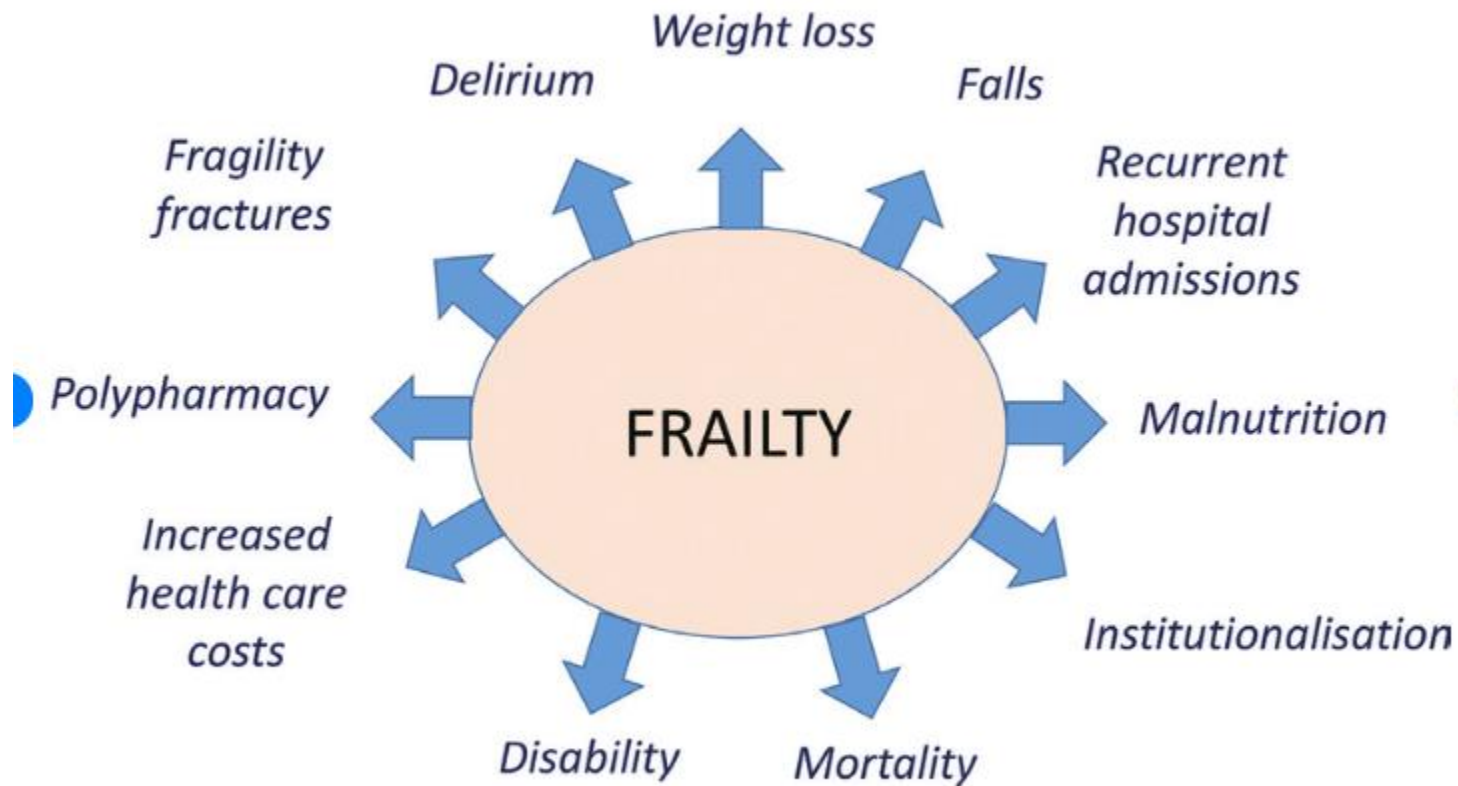 Weight loss
Delirium
Falls
Fragility
fractures
Recurrent
hospital
admissions
Polypharmacy
FRAILTY
Malnutrition
Increased
health care
costs
Institutionalisation
Disability
Mortality